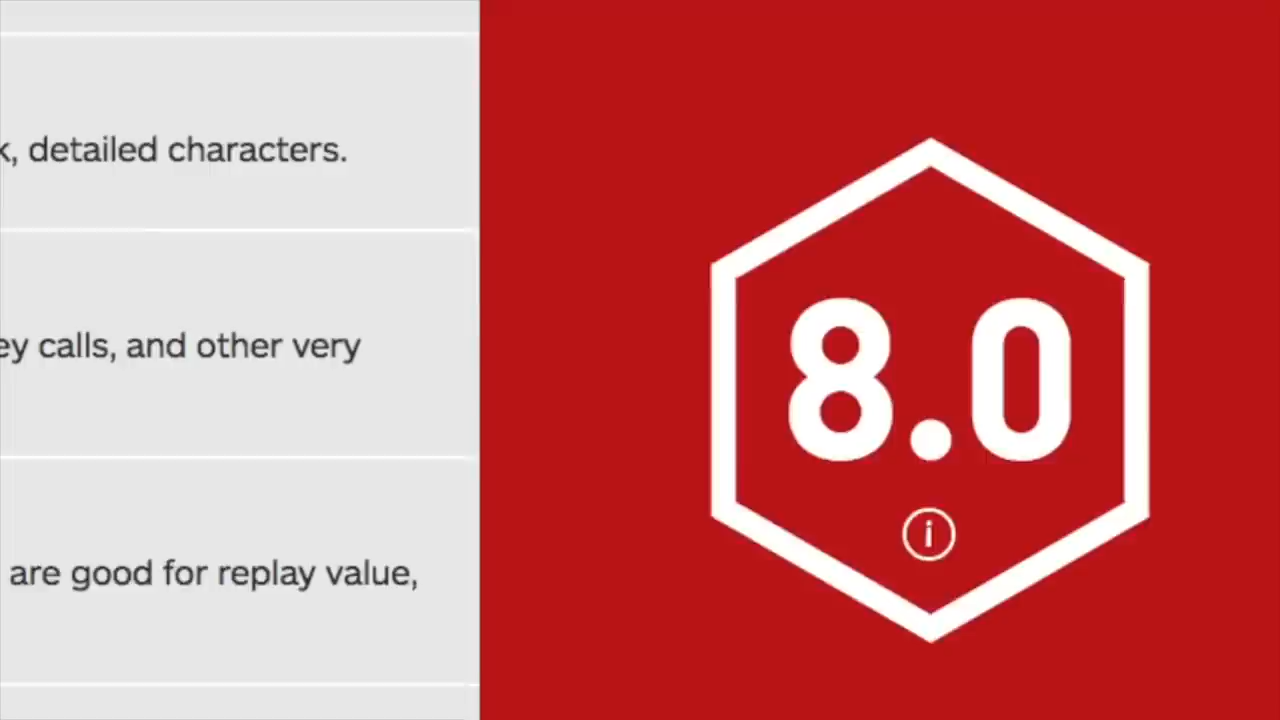 , detailed characters.
calls, and other very
are good for replay value,
8.0
i